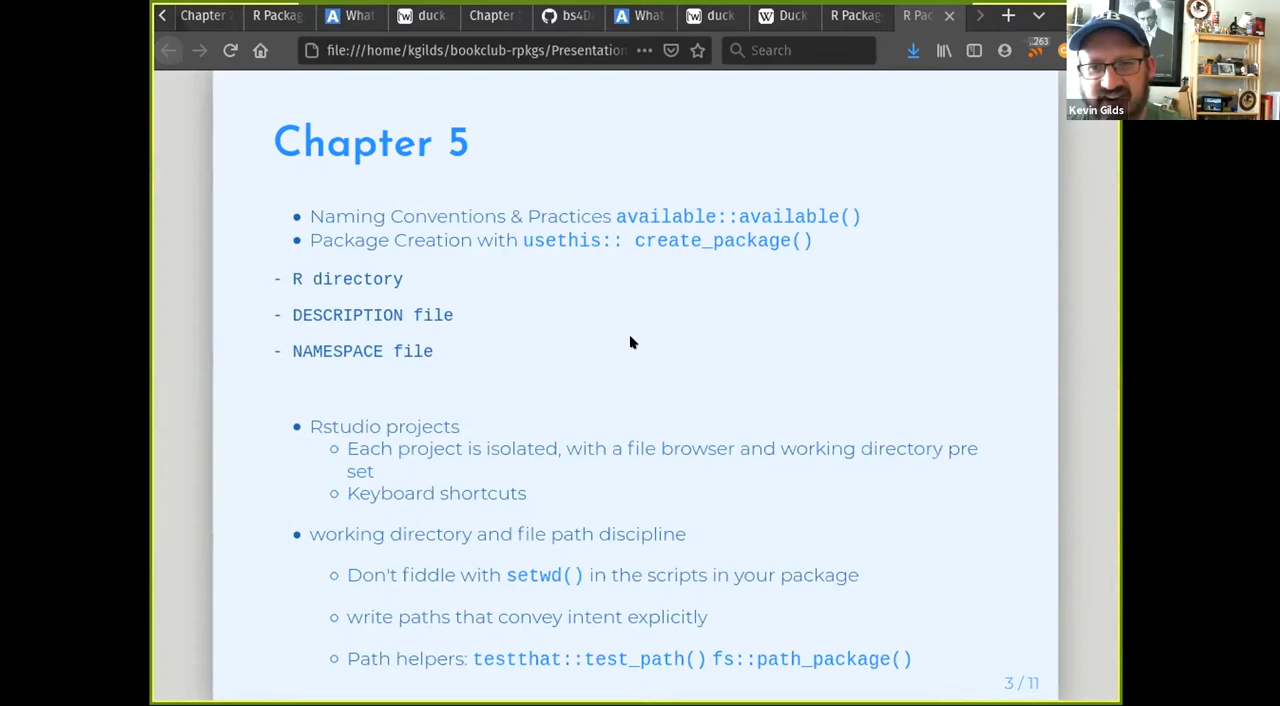 Chapter
R Packag
What
duck
Chapter
bs4D
What
duck
Duck
R Packag
R Pac
file:///home/kgilds/bookclub-rpkgs/Presentation
Search
263
Kevin Gilds
Chapter 5
Naming Conventions & Practices available::available()
Package Creation with usethis:: create_package()
- R directory
- DESCRIPTION file
- NAMESPACE file
Rstudio projects
Each project is isolated, with a file browser and working directory pre
set
Keyboard shortcuts
working directory and file path discipline
Don't fiddle with setwd() in the scripts in your package
write paths that convey intent explicitly
Path helpers: testthat::test_path() fs::path_package()
3 / 11